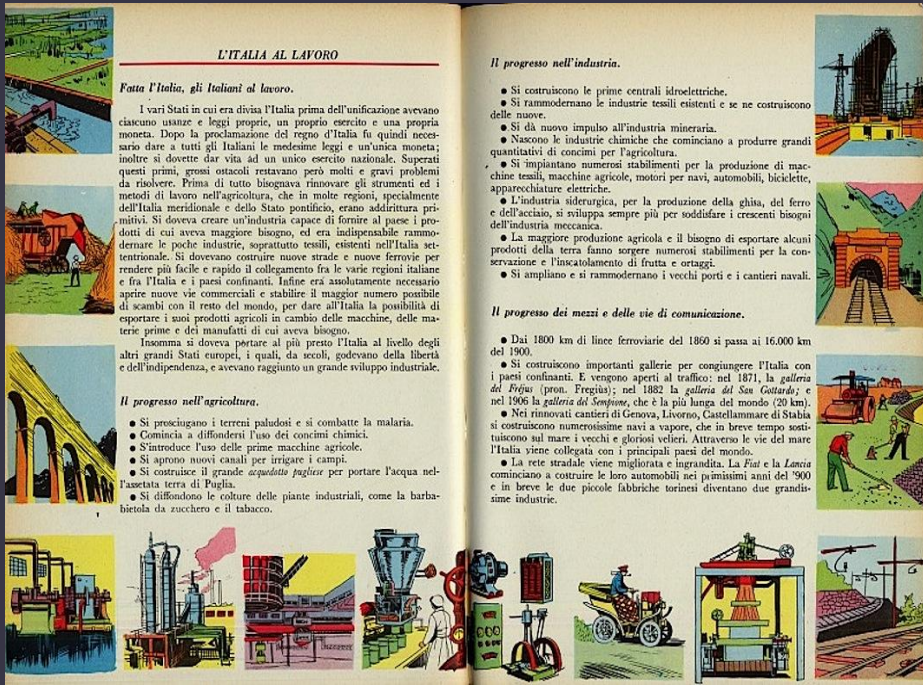 L'ITALIA AL LAVORO
Fatta l'Italia, gli Italiani al lavoro.
I vari Stati in cui era divisa l'Italia prima dell'unificazione avevano
ciascuno usanze e leggi proprie, un proprio esercito e una propria
moneta. Dopo la proclamazione del regno d'Italia fu quindi neces-
sario dare a tutti gli Italiani le medesime leggi e un'unica moneta;
inoltre si dovette dar vita ad un unico esercito nazionale. Superati
questi primi, grossi ostacoli restavano però molti e gravi problemi
da risolvere. Prima di tutto bisognava rinnovare gli strumenti ed i
metodi di lavoro nell'agricoltura, che in molte regioni, specialmente
dell'Italia meridionale e dello Stato pontificio, erano addirittura pri-
mitivi. Si doveva creare un'industria capace di fornire al paese i pro-
dotti di cui aveva maggiore bisogno, ed era indispensabile rammo-
dernare le poche industrie, soprattutto tessili, esistenti nell'Italia set-
tentrionale. Si dovevano costruire nuove strade e nuove ferrovie per
rendere più facile e rapido il collegamento fra le varie regioni italiane
e fra l'Italia e i paesi confinanti. Infine era assolutamente necessario
aprire nuove vie commerciali e stabilire il maggior numero possibile
di scambi con il resto del mondo, per dare all'Italia la possibilità di
esportare i suoi prodotti agricoli in cambio delle macchine, delle ma-
terie prime e dei manufatti di cui aveva bisogno.
Insomma si doveva portare al più presto l'Italia al livello degli
altri grandi Stati europei, i quali, da secoli, godevano della libertà
e dell'indipendenza, e avevano raggiunto un grande sviluppo industriale.
Il progresso nell'agricoltura.
● Si prosciugano i terreni paludosi e si combatte la malaria.
● Comincia a diffondersi l'uso dei concimi chimici.
● S'introduce l'uso delle prime macchine agricole.
● Si aprono nuovi canali per irrigare i campi.
● Si costruisce il grande acquedotto pugliese per portare l'acqua nel-
l'assetata terra di Puglia.
● Si diffondono le colture delle piante industriali, come la barba-
bietola da zucchero e il tabacco.
Il progresso nell'industria.
● Si costruiscono le prime centrali idroelettriche.
● Si rammodernano le industrie tessili esistenti e se ne costruiscono
delle nuove.
● Si dà nuovo impulso all'industria mineraria.
● Nascono le industrie chimiche che cominciano a produrre grandi
quantitativi di concimi per l'agricoltura.
● Si impiantano numerosi stabilimenti per la produzione di mac-
chine tessili, macchine agricole, motori per navi, automobili, biciclette,
apparecchiature elettriche.
● L'industria siderurgica, per la produzione della ghisa, del ferro
e dell'acciaio, si sviluppa sempre più per soddisfare i crescenti bisogni
dell'industria meccanica.
● La maggiore produzione agricola e il bisogno di esportare alcuni
prodotti della terra fanno sorgere numerosi stabilimenti per la con-
servazione e l'inscatolamento di frutta e ortaggi.
● Si ampliano e si rammodernano i vecchi porti e i cantieri navali.
Il progresso dei mezzi e delle vie di comunicazione.
● Dai 1800 km di linee ferroviarie del 1860 si passa ai 16.000 km
del 1900.
● Si costruiscono importanti gallerie per congiungere l'Italia con
i paesi confinanti. E vengono aperti al traffico: nel 1871, la galleria
del Fréjus (pron. Fregiùs); nel 1882 la galleria del San Gottardo; e
nel 1906 la galleria del Sempione, che è la più lunga del mondo (20 km).
● Nei rinnovati cantieri di Genova, Livorno, Castellammare di Stabia
si costruiscono numerosissime navi a vapore, che in breve tempo sosti-
tuiscono sul mare i vecchi e gloriosi velieri. Attraverso le vie del mare
l'Italia viene collegata con i principali paesi del mondo.
● La rete stradale viene migliorata e ingrandita. La Fiat e la Lancia
cominciano a costruire le loro automobili nei primissimi anni del '900
e in breve le due piccole fabbriche torinesi diventano due grandis-
sime industrie.